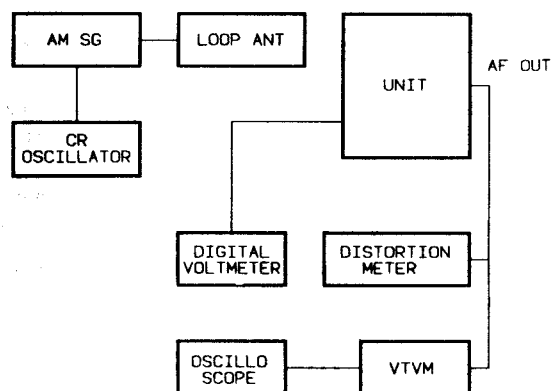 AM SG
LOOP ANT
UNIT
AF OUT
CR
OSCILLATOR
DIGITAL
VOLTMETER
DISTORTION
METER
OSCILLO
SCOPE
VTVM